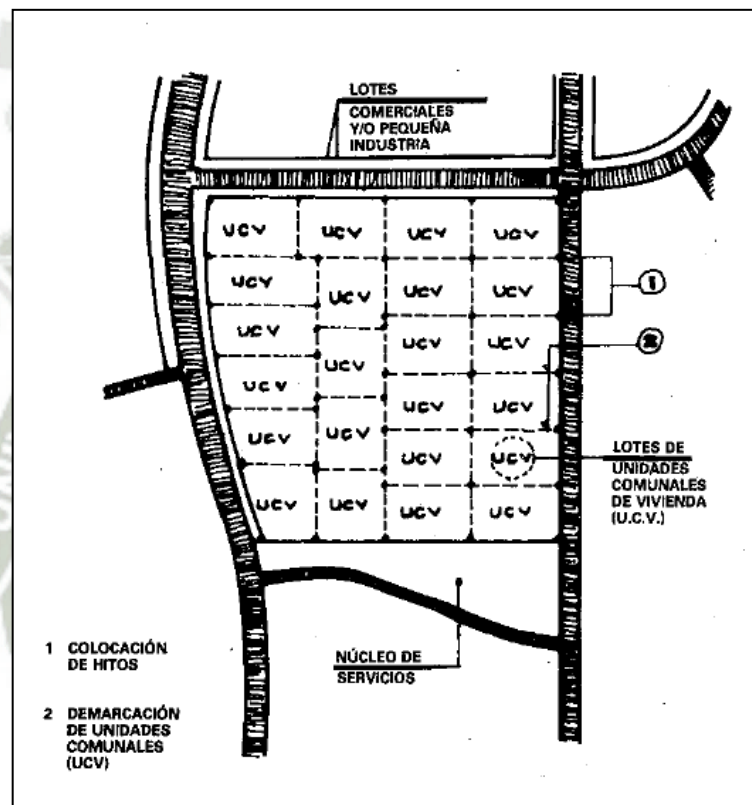 LOTES
COMERCIALES
Y/O PEQUEÑA
INDUSTRIA
UCV UCV UCV UCV
UCV UCV UCV UCV
1
UCV UCV UCV UCV
2
UCV UCV UCV UCV
UCV UCV UCV
UCV UCV UCV UCV
LOTES DE
UNIDADES
COMUNALES
DE VIVIENDA
(U.C.V.)
NÚCLEO DE
SERVICIOS
1 COLOCACIÓN
DE HITOS
2 DEMARCACIÓN
DE UNIDADES
COMUNALES
(UCV)